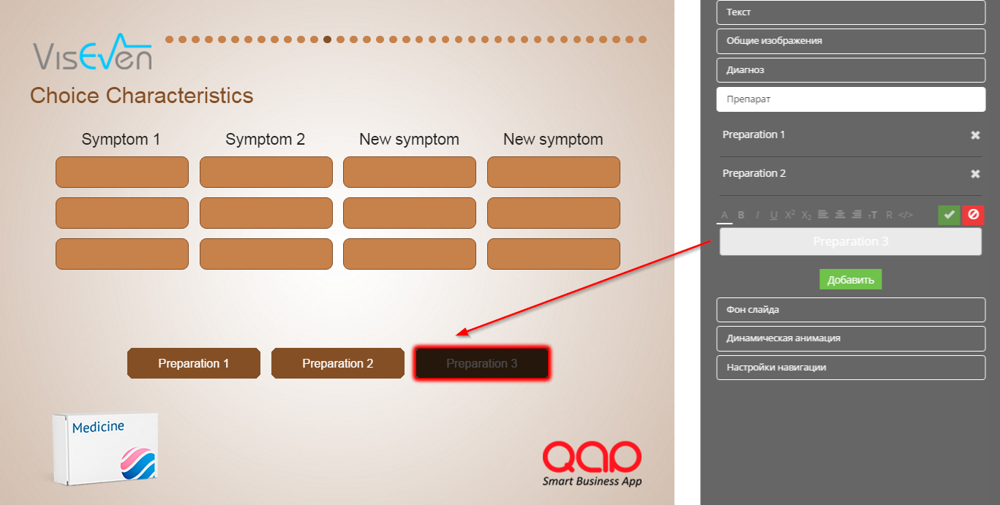 VisEven
Choice Characteristics
Symptom 1
Symptom 2
New symptom
New symptom
Preparation 1
Preparation 2
Preparation 3
Medicine
QAP
Smart Business App
Текст
Общие изображения
Диагноз
Препарат
Preparation 1
Preparation 2
A B I U X² X₂ тT R </>
Preparation 3
Добавить
Фон слайда
Динамическая анимация
Настройки навигации